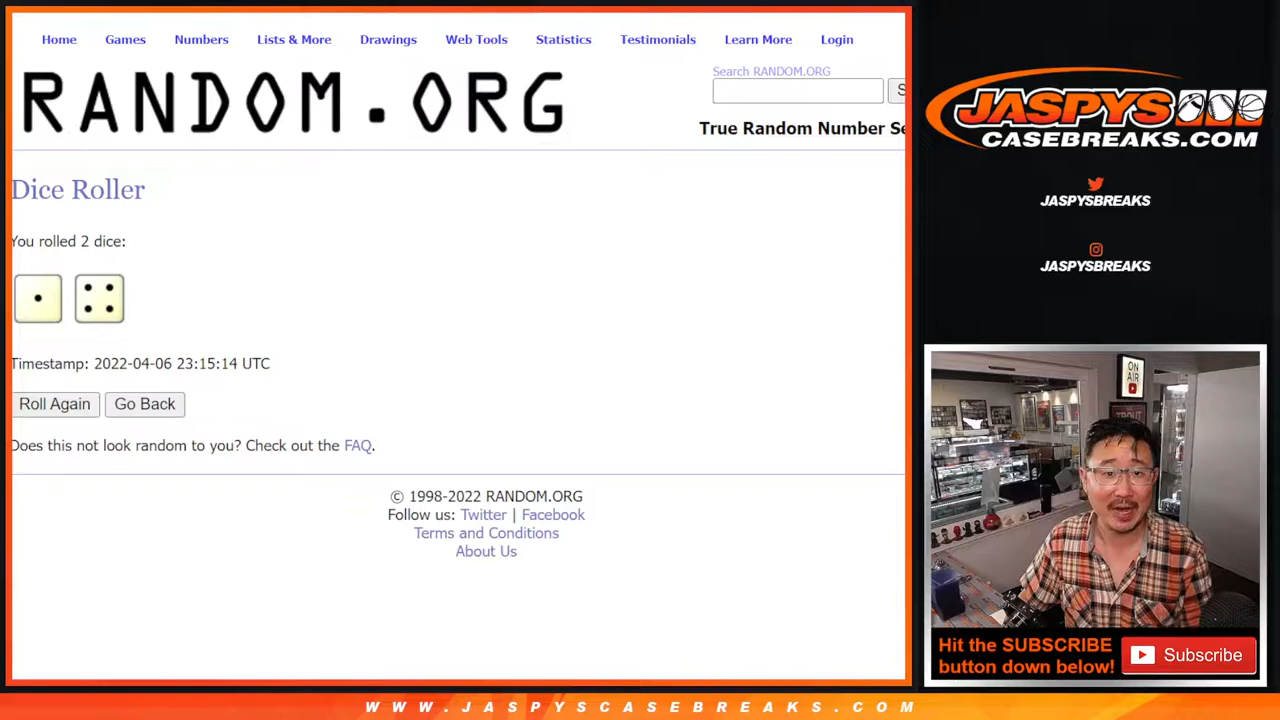 Home Games Numbers Lists & More Drawings Web Tools Statistics Testimonials Learn More Login
RANDOM.ORG
Search RANDOM.ORG
S
True Random Number Se
Dice Roller
You rolled 2 dice:
Timestamp: 2022-04-06 23:15:14 UTC
Roll Again Go Back
Does this not look random to you? Check out the FAQ.
© 1998-2022 RANDOM.ORG
Follow us: Twitter | Facebook
Terms and Conditions
About Us
JASPYS
CASEBREAKS.COM
JASPYSBREAKS
JASPYSBREAKS
ON
AIR
TROUT
Hit the SUBSCRIBE
button down below!
Subscribe
WWW.JASPYSCASEBREAKS.COM